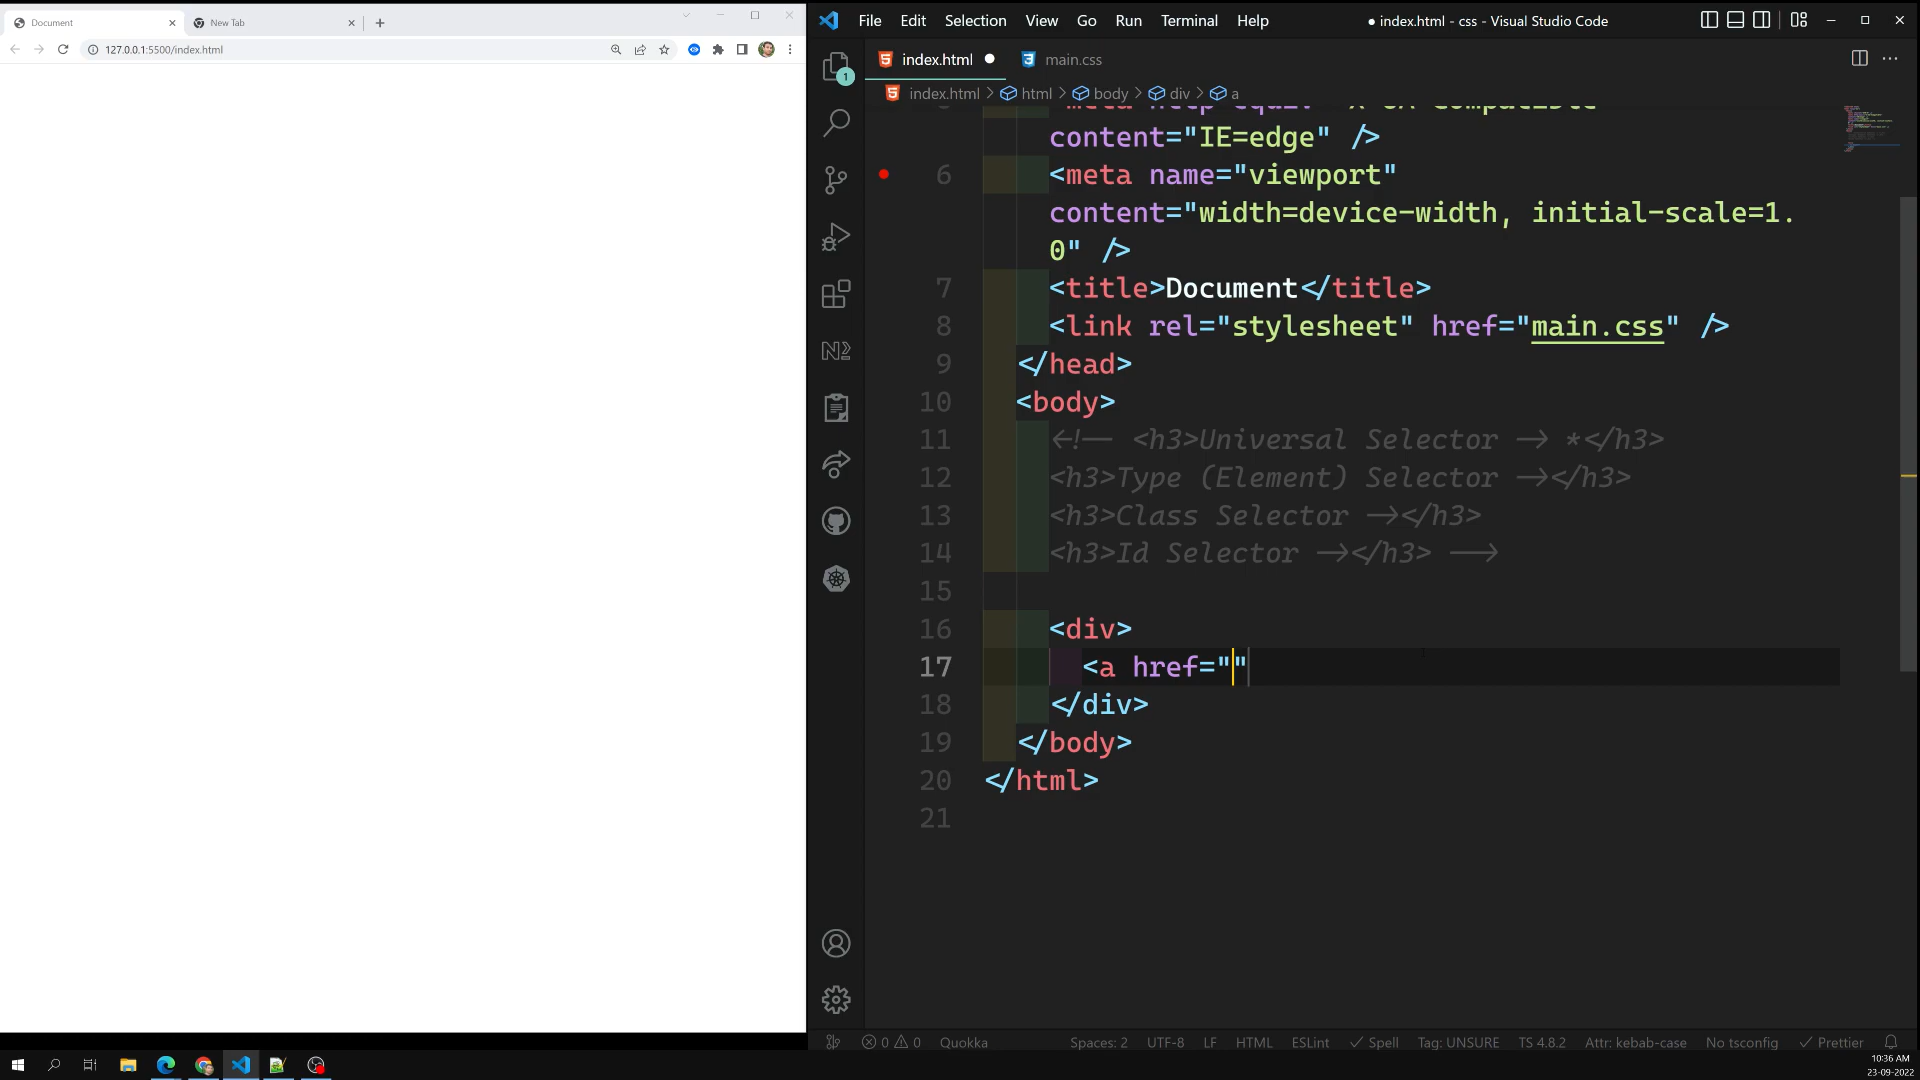 Document
New Tab
127.0.0.1:5500/index.html
File Edit Selection View Go Run Terminal Help
● index.html - css - Visual Studio Code
1
index.html
main.css
index.html > html > body > div > a
content="IE=edge" />
6 <meta name="viewport"
content="width=device-width, initial-scale=1.
0" />
7 <title>Document</title>
8 <link rel="stylesheet" href="main.css" />
9 </head>
10 <body>
11 <!-- <h3>Universal Selector -> *</h3>
12 <h3>Type (Element) Selector -></h3>
13 <h3>Class Selector -></h3>
14 <h3>Id Selector -></h3> -->
15
16 <div>
17 <a href=""
18 </div>
19 </body>
20 </html>
21
0 0 Quokka Spaces: 2 UTF-8 LF HTML ESLint Spell Tag: UNSURE TS 4.8.2 Attr: kebab-case No tsconfig Prettier
10:36 AM
23-09-2022